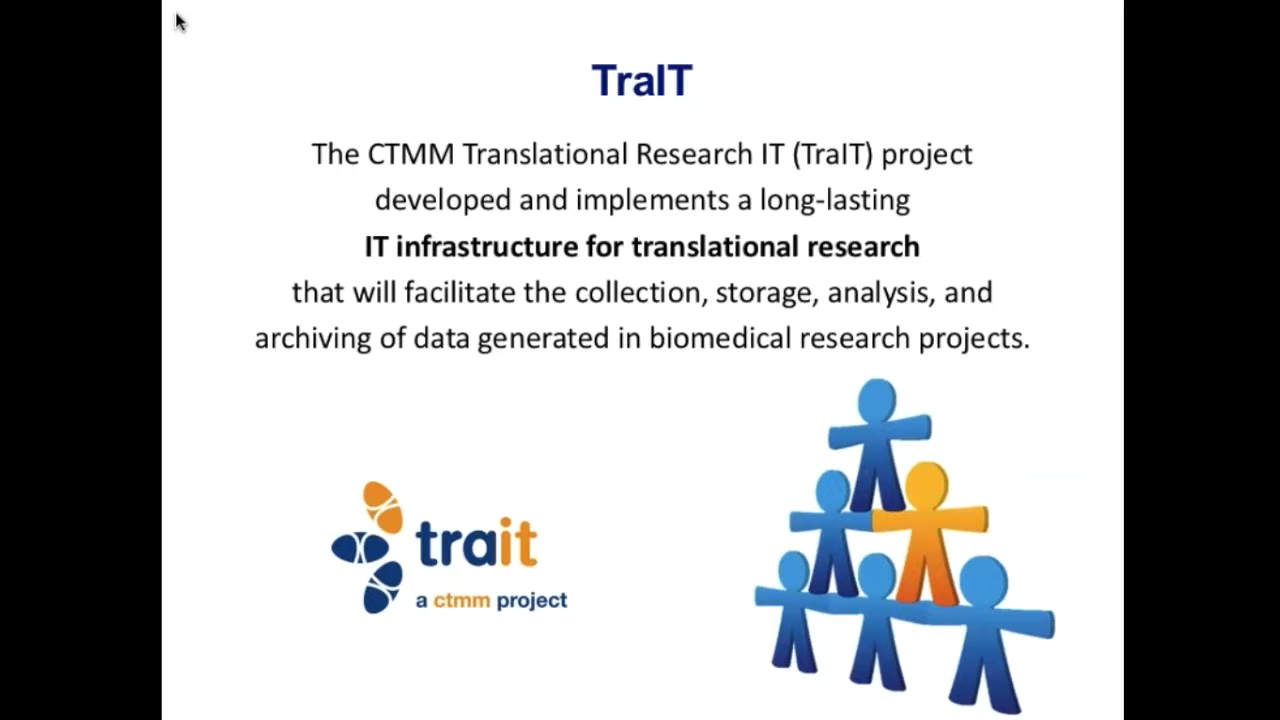 TraIT
The CTMM Translational Research IT (TraIT) project
developed and implements a long-lasting
IT infrastructure for translational research
that will facilitate the collection, storage, analysis, and
archiving of data generated in biomedical research projects.
trait
a ctmm project